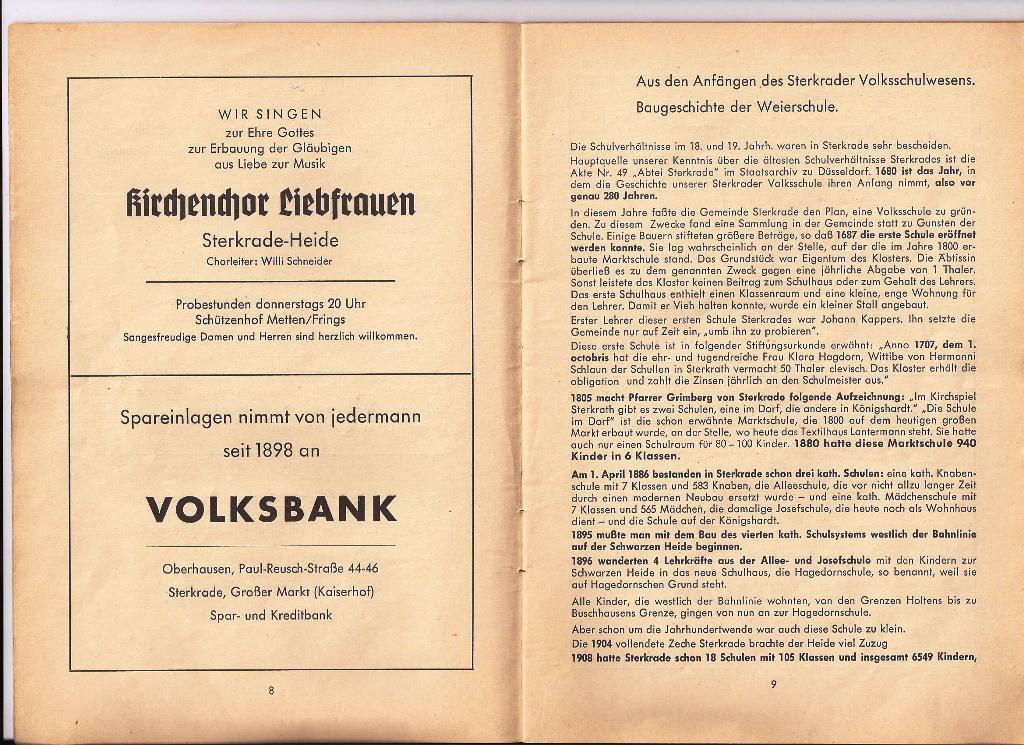 WIR SINGEN
zur Ehre Gottes
zur Erbauung der Gläubigen
aus Liebe zur Musik
Kirchenchor Liebfrauen
Sterkrade-Heide
Chorleiter: Willi Schneider
Probestunden donnerstags 20 Uhr
Schützenhof Metten/Frings
Sangesfreudige Damen und Herren sind herzlich willkommen.
Spareinlagen nimmt von jedermann
seit 1898 an
VOLKSBANK
Oberhausen, Paul-Reusch-Straße 44-46
Sterkrade, Großer Markt (Kaiserhof)
Spar- und Kreditbank
8
Aus den Anfängen des Sterkrader Volksschulwesens.
Baugeschichte der Weierschule.
Die Schulverhältnisse im 18. und 19. Jahrh. waren in Sterkrade sehr bescheiden.
Hauptquelle unserer Kenntnis über die ältesten Schulverhältnisse Sterkrades ist die
Akte Nr. 49 „Abtei Sterkrade" im Staatsarchiv zu Düsseldorf. 1680 ist das Jahr, in
dem die Geschichte unserer Sterkrader Volksschule ihren Anfang nimmt, also vor
genau 280 Jahren.
In diesem Jahre faßte die Gemeinde Sterkrade den Plan, eine Volksschule zu grün-
den. Zu diesem Zwecke fand eine Sammlung in der Gemeinde statt zu Gunsten der
Schule. Einige Bauern stifteten größere Beträge, so daß 1687 die erste Schule eröffnet
werden konnte. Sie lag wahrscheinlich an der Stelle, auf der die im Jahre 1800 er-
baute Marktschule stand. Das Grundstück war Eigentum des Klosters. Die Äbtissin
überließ es zu dem genannten Zweck gegen eine jährliche Abgabe von 1 Thaler.
Sonst leistete das Kloster keinen Beitrag zum Schulhaus oder zum Gehalt des Lehrers.
Das erste Schulhaus enthielt einen Klassenraum und eine kleine, enge Wohnung für
den Lehrer. Damit er Vieh halten konnte, wurde ein kleiner Stall angebaut.
Erster Lehrer dieser ersten Schule Sterkrades war Johann Kappers. Ihn setzte die
Gemeinde nur auf Zeit ein, „umb ihn zu probieren".
Diese erste Schule ist in folgender Stiftungsurkunde erwähnt: „Anno 1707, dem 1.
octobris hat die ehr- und tugendreiche Frau Klara Hagdorn, Wittibe von Hermanni
Schlaun der Schullen in Sterkrath vermacht 50 Thaler clevisch. Das Kloster erhält die
obligation und zahlt die Zinsen jährlich an den Schulmeister aus."
1805 macht Pfarrer Grimberg von Sterkrade folgende Aufzeichnung: „Im Kirchspiel
Sterkrath gibt es zwei Schulen, eine im Dorf, die andere in Königshardt." „Die Schule
im Dorf" ist die schon erwähnte Marktschule, die 1800 auf dem heutigen großen
Markt erbaut wurde, an der Stelle, wo heute das Textilhaus Lantermann steht. Sie hatte
auch nur einen Schulraum für 80–100 Kinder. 1880 hatte diese Marktschule 940
Kinder in 6 Klassen.
Am 1. April 1886 bestanden in Sterkrade schon drei kath. Schulen: eine kath. Knaben-
schule mit 7 Klassen und 583 Knaben, die Alleeschule, die vor nicht allzu langer Zeit
durch einen modernen Neubau ersetzt wurde – und eine kath. Mädchenschule mit
7 Klassen und 565 Mädchen, die damalige Josefschule, die heute noch als Wohnhaus
dient – und die Schule auf der Königshardt.
1895 mußte man mit dem Bau des vierten kath. Schulsystems westlich der Bahnlinie
auf der Schwarzen Heide beginnen.
1896 wanderten 4 Lehrkräfte aus der Allee- und Josefschule mit den Kindern zur
Schwarzen Heide in das neue Schulhaus, die Hagedornschule, so benannt, weil sie
auf Hagedornschen Grund steht.
Alle Kinder, die westlich der Bahnlinie wohnten, von den Grenzen Holtens bis zu
Buschhausens Grenze, gingen von nun an zur Hagedornschule.
Aber schon um die Jahrhundertwende war auch diese Schule zu klein.
Die 1904 vollendete Zeche Sterkrade brachte der Heide viel Zuzug
1908 hatte Sterkrade schon 18 Schulen mit 105 Klassen und insgesamt 6549 Kindern,
9